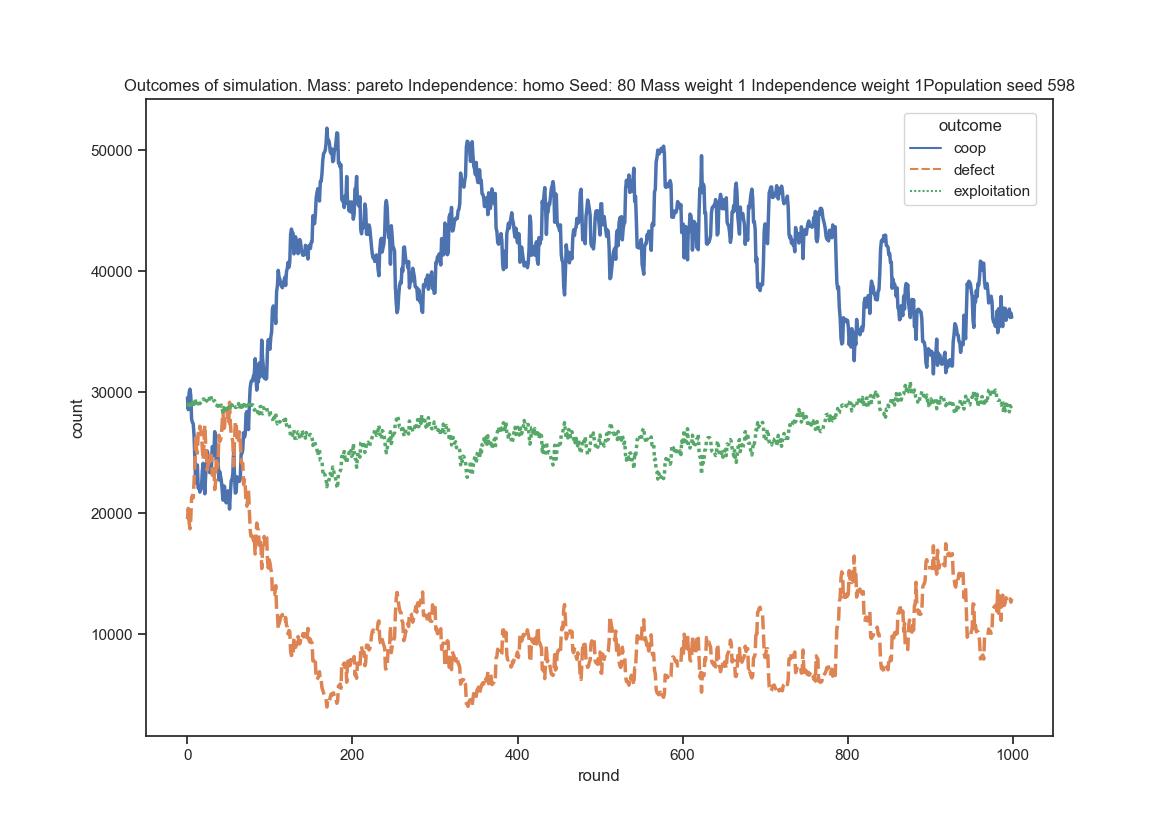 Outcomes of simulation. Mass: pareto Independence: homo Seed: 80 Mass weight 1 Independence weight 1Population seed 598
outcome
coop
defect
exploitation
count
50000
40000
30000
20000
10000
0
200
400
600
800
1000
round